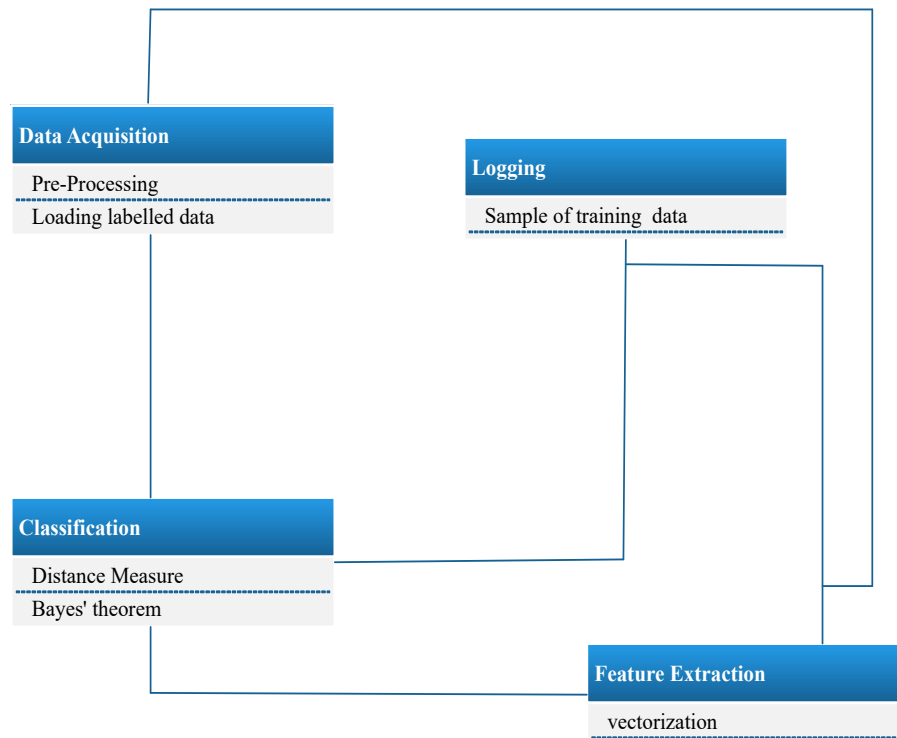 Data Acquisition
Pre-Processing
Loading labelled data
Logging
Sample of training data
Classification
Distance Measure
Bayes' theorem
Feature Extraction
vectorization